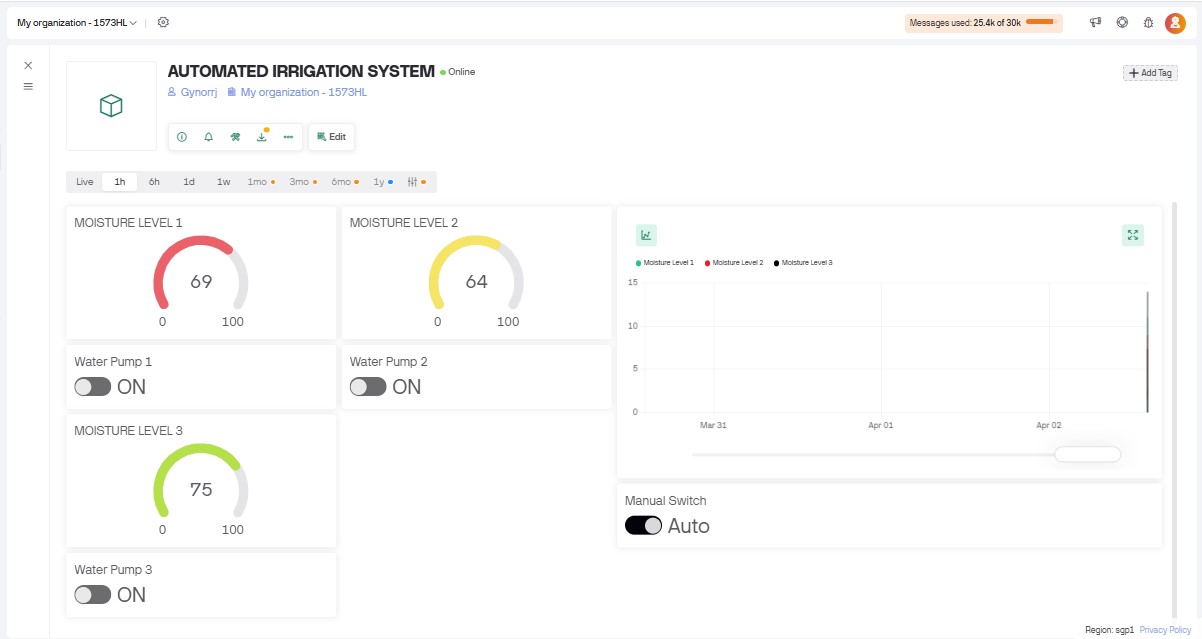 My organization - 1573HL
Messages used: 25.4k of 30k
AUTOMATED IRRIGATION SYSTEM
Online
Gynorrj
My organization - 1573HL
Add Tag
Edit
Live 1h 6h 1d 1w 1mo 3mo 6mo 1y
MOISTURE LEVEL 1
69
0 100
MOISTURE LEVEL 2
64
0 100
Water Pump 1
ON
Water Pump 2
ON
MOISTURE LEVEL 3
75
0 100
Water Pump 3
ON
Moisture Level 1 Moisture Level 2 Moisture Level 3
15
10
5
0
Mar 31 Apr 01 Apr 02
Manual Switch
Auto
Region: sgp1 Privacy Policy